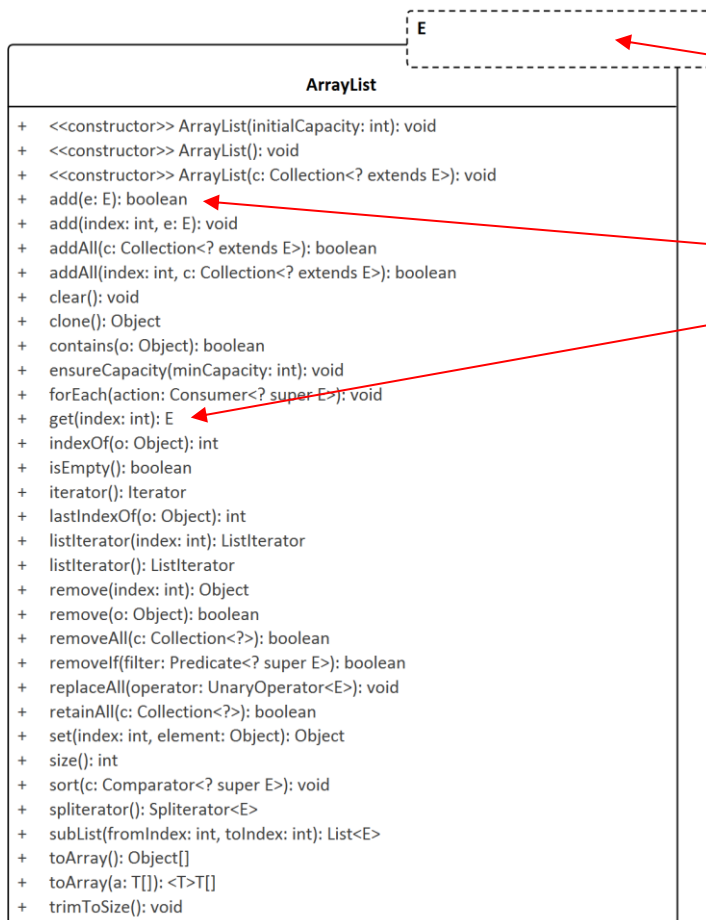 E
ArrayList
+ <<constructor>> ArrayList(initialCapacity: int): void
+ <<constructor>> ArrayList(): void
+ <<constructor>> ArrayList(c: Collection<? extends E>): void
+ add(e: E): boolean
+ add(index: int, e: E): void
+ addAll(c: Collection<? extends E>): boolean
+ addAll(index: int, c: Collection<? extends E>): boolean
+ clear(): void
+ clone(): Object
+ contains(o: Object): boolean
+ ensureCapacity(minCapacity: int): void
+ forEach(action: Consumer<? super E>): void
+ get(index: int): E
+ indexOf(o: Object): int
+ isEmpty(): boolean
+ iterator(): Iterator
+ lastIndexOf(o: Object): int
+ listIterator(index: int): ListIterator
+ listIterator(): ListIterator
+ remove(index: int): Object
+ remove(o: Object): boolean
+ removeAll(c: Collection<?>): boolean
+ removeIf(filter: Predicate<? super E>): boolean
+ replaceAll(operator: UnaryOperator<E>): void
+ retainAll(c: Collection<?>): boolean
+ set(index: int, element: Object): Object
+ size(): int
+ sort(c: Comparator<? super E>): void
+ spliterator(): Spliterator<E>
+ subList(fromIndex: int, toIndex: int): List<E>
+ toArray(): Object[]
+ toArray(a: T[]): <T>T[]
+ trimToSize(): void